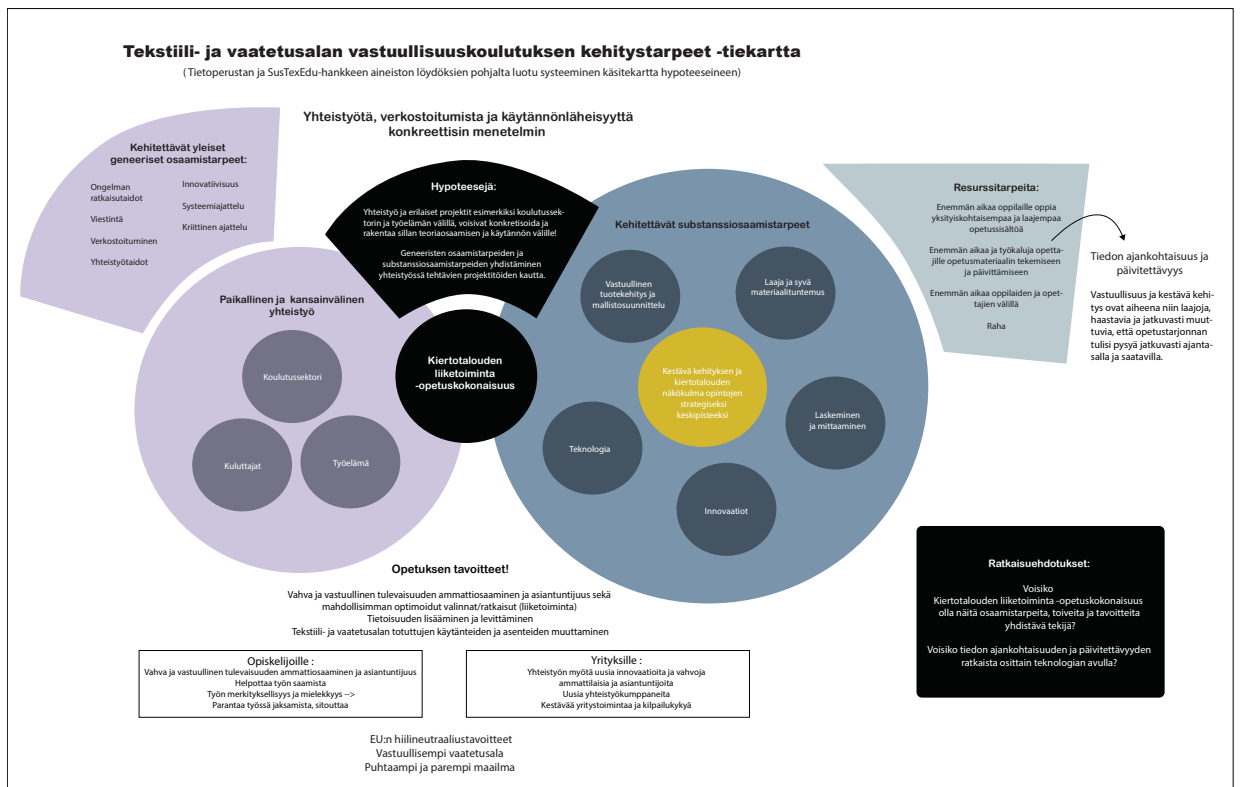 Tekstiili- ja vaatetusalan vastuullisuuskoulutuksen kehitystarpeet -tiekartta
( Tietoperustan ja SusTexEdu-hankkeen aineiston löydöksien pohjalta luotu systeeminen käsitekartta hypoteeseineen)
Yhteistyötä, verkostoitumista ja käytännönläheisyyttä
konkreettisin menetelmin
Kehitettävät yleiset
geneeriset osaamistarpeet:
Ongelman
ratkaisutaidot
Viestintä
Verkostoituminen
Yhteistyötaidot
Innovatiivisuus
Systeemiajattelu
Kriittinen ajattelu
Hypoteesejä:
Yhteistyö ja erilaiset projektit esimerkiksi koulutussek-
torin ja työelämän välillä, voisivat konkretisoida ja
rakentaa sillan teoriaosaamisen ja käytännön välille!
Geneeristen osaamistarpeiden ja
substanssiosaamistarpeiden yhdistäminen
yhteistyössä tehtävien projektitöiden kautta.
Paikallinen ja kansainvälinen
yhteistyö
Koulutussektori
Kuluttajat
Työelämä
Kiertotalouden
liiketoiminta
-opetuskokonaisuus
Kehitettävät substanssiosaamistarpeet
Vastuullinen
tuotekehitys ja
mallistosuunnittelu
Laaja ja syvä
materiaalituntemus
Kestävä kehityksen ja
kiertotalouden
näkökulma opintojen
strategiseksi
keskipisteeksi
Laskeminen
ja mittaaminen
Teknologia
Innovaatiot
Resurssitarpeita:
Enemmän aikaa oppilaille oppia
yksityiskohtaisempaa ja laajempaa
opetussisältöä
Enemmän aikaa ja työkaluja opetta-
jille opetusmateriaalin tekemiseen
ja päivittämiseen
Enemmän aikaa oppilaiden ja opet-
tajien välillä
Raha
Tiedon ajankohtaisuus ja
päivitettävyys
Vastuullisuus ja kestävä kehi-
tys ovat aiheena niin laajoja,
haastavia ja jatkuvasti muut-
tuvia, että opetustarjonnan
tulisi pysyä jatkuvasti ajanta-
salla ja saatavilla.
Opetuksen tavoitteet!
Vahva ja vastuullinen tulevaisuuden ammattiosaaminen ja asiantuntijuus sekä
mahdollisimman optimoidut valinnat/ratkaisut (liiketoiminta)
Tietoisuuden lisääminen ja levittäminen
Tekstiili- ja vaatetusalan totuttujen käytänteiden ja asenteiden muuttaminen
Opiskelijoille :
Vahva ja vastuullinen tulevaisuuden ammattiosaaminen ja asiantuntijuus
Helpottaa työn saamista
Työn merkityksellisyys ja mielekkyys -->
Parantaa työssä jaksamista, sitouttaa
Yrityksille :
Yhteistyön myötä uusia innovaatioita ja vahvoja
ammattilaisia ja asiantuntijoita
Uusia yhteistyökumppaneita
Kestävää yritystoimintaa ja kilpailukykyä
EU:n hiilineutraaliustavoitteet
Vastuullisempi vaatetusala
Puhtaampi ja parempi maailma
Ratkaisuehdotukset:
Voisiko
Kiertotalouden liiketoiminta -opetuskokonaisuus
olla näitä osaamistarpeita, toiveita ja tavoitteita
yhdistävä tekijä?
Voisiko tiedon ajankohtaisuuden ja päivitettävyyden
ratkaista osittain teknologian avulla?